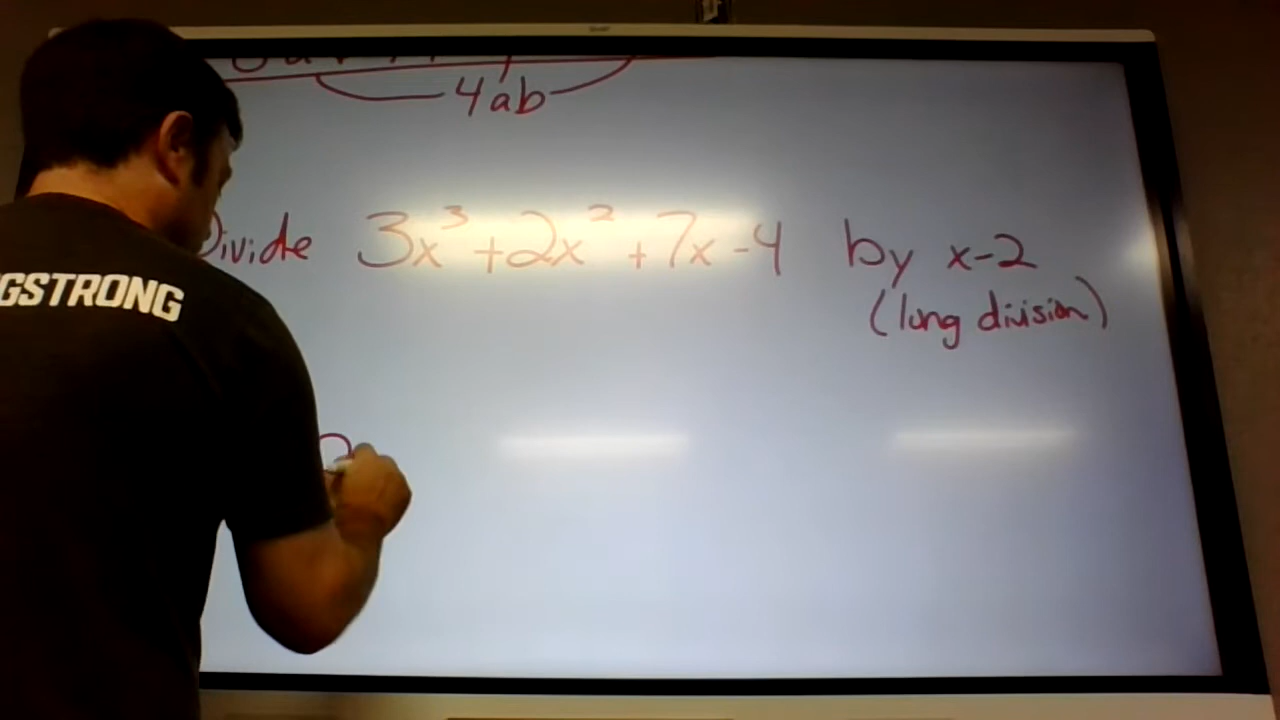 4ab
Divide 3x³+2x²+7x-4 by x-2
(long division)
GSTRONG